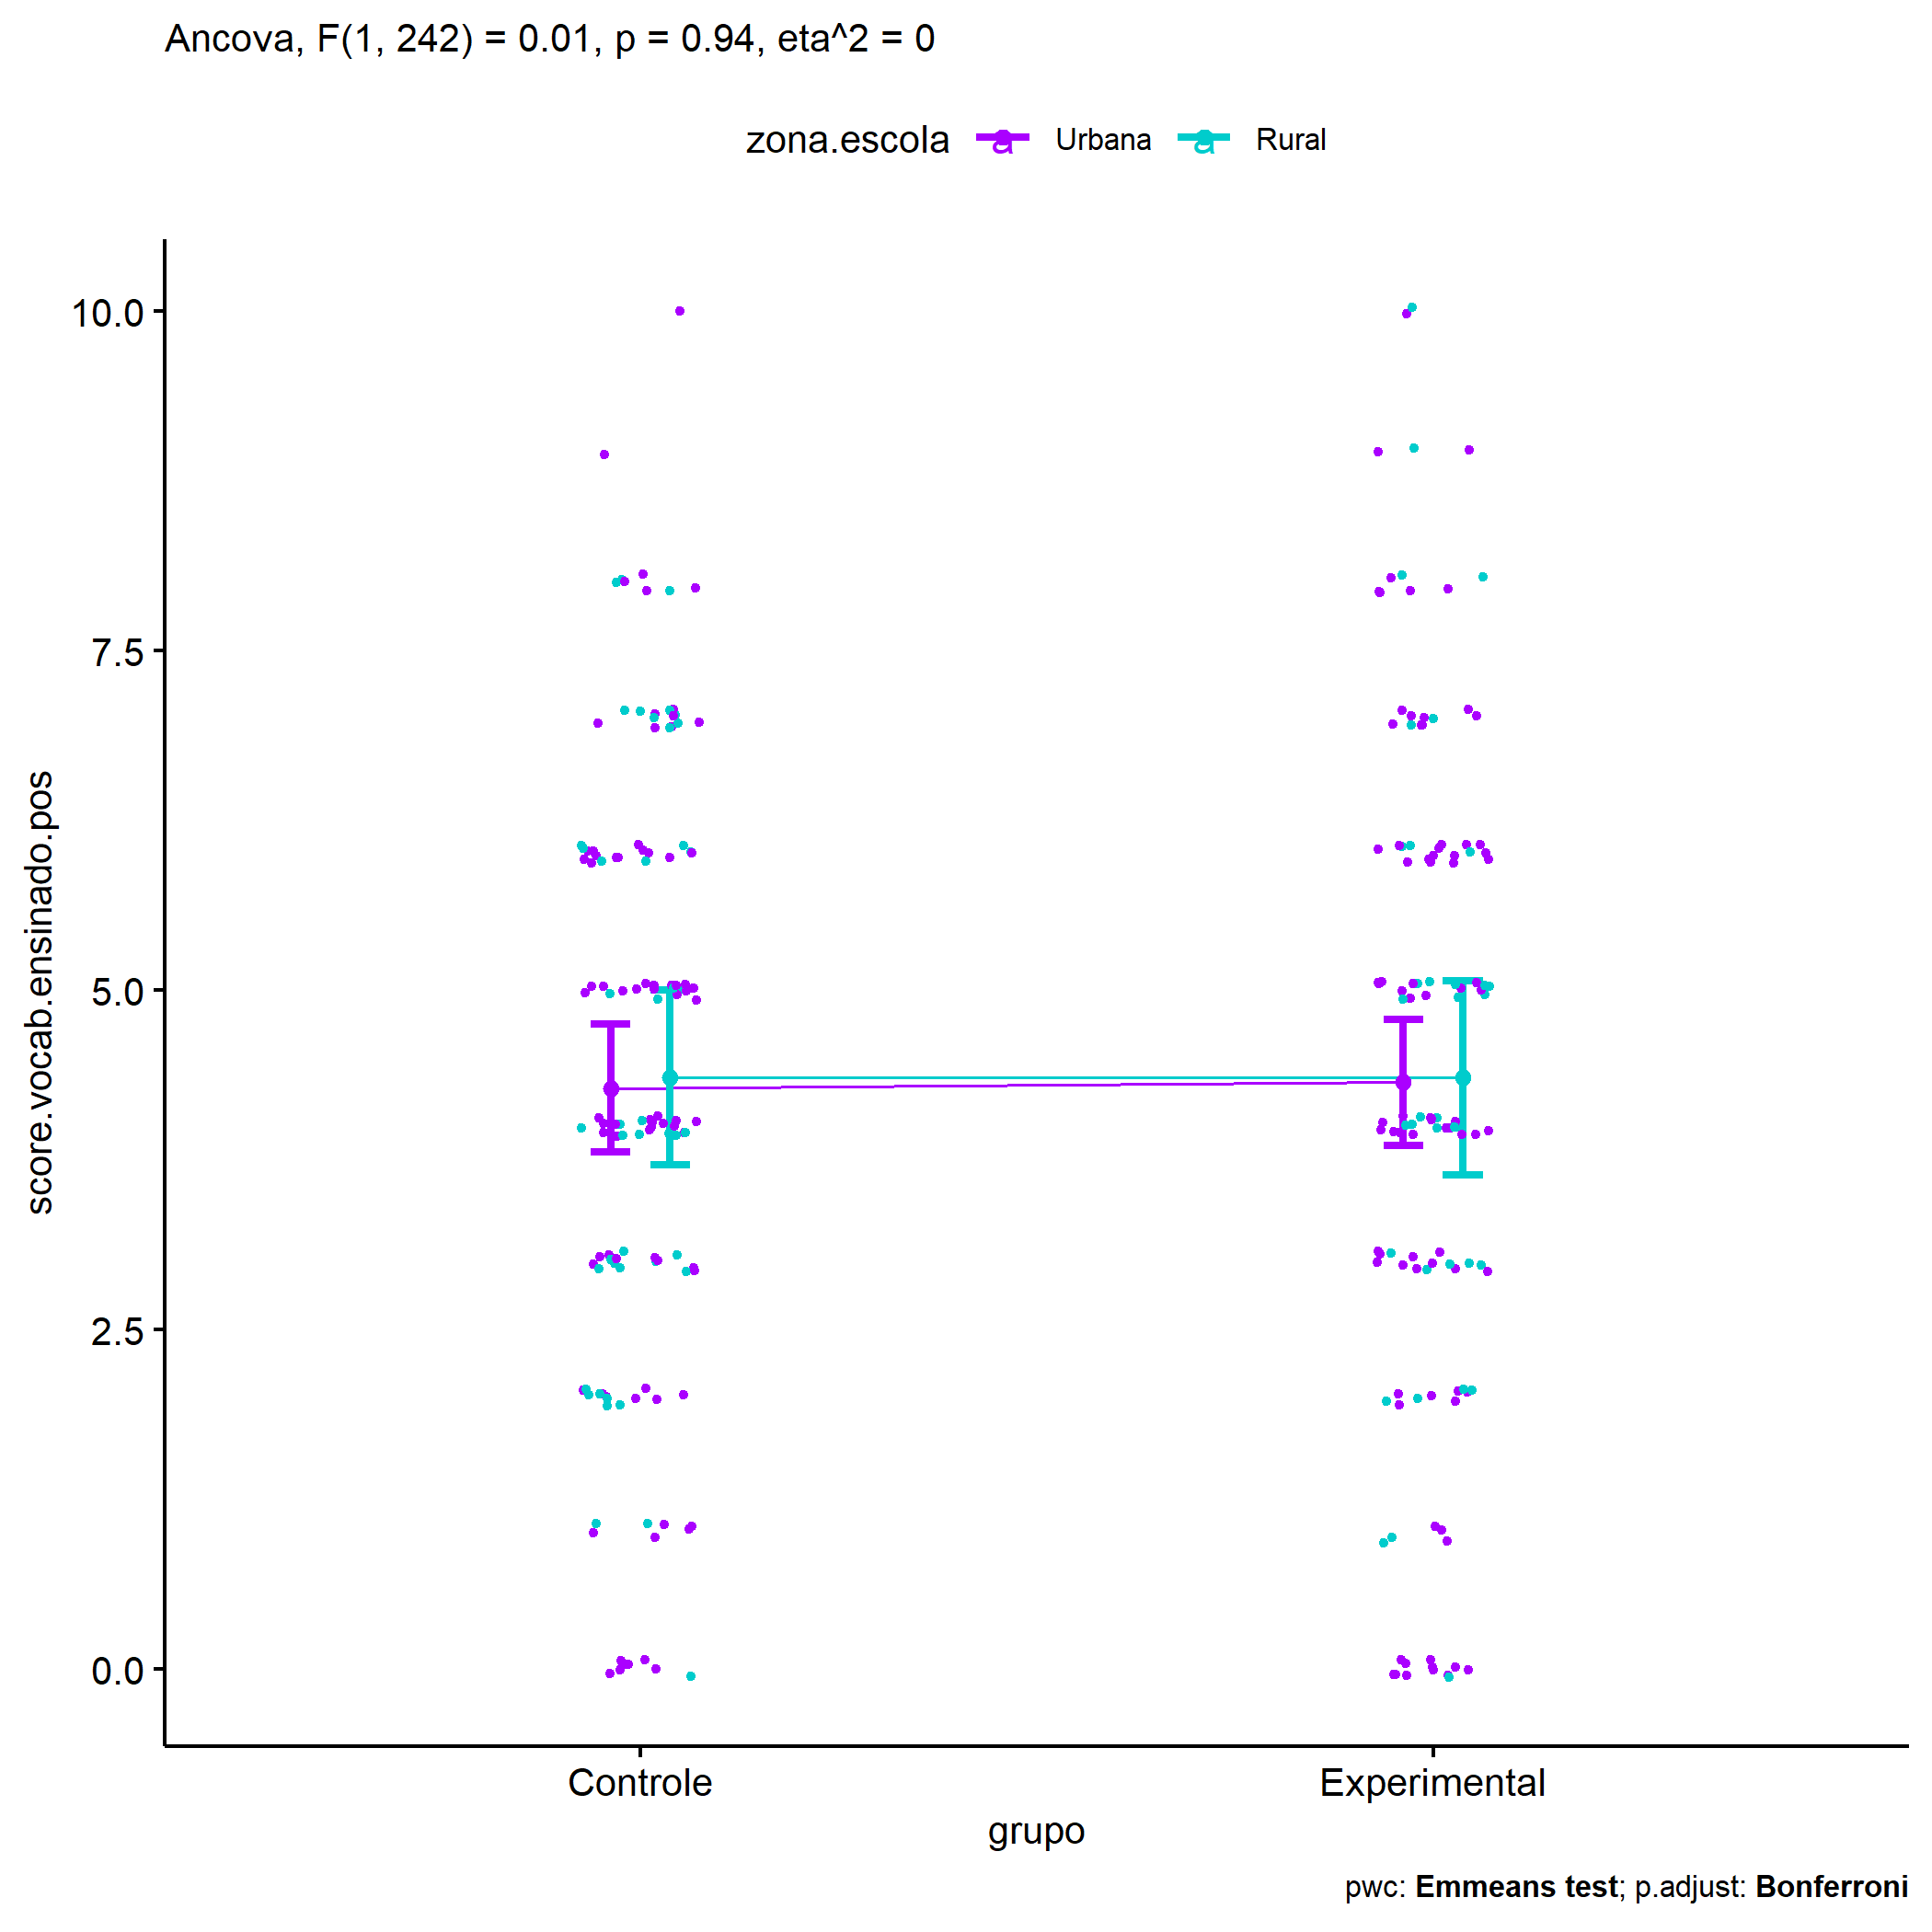 Ancova, F(1, 242) = 0.01, p = 0.94, eta^2 = 0
zona.escola a Urbana a Rural
10.0
7.5
5.0
2.5
0.0
score.vocab.ensinado.pos
Controle Experimental
grupo
pwc: Emmeans test; p.adjust: Bonferroni